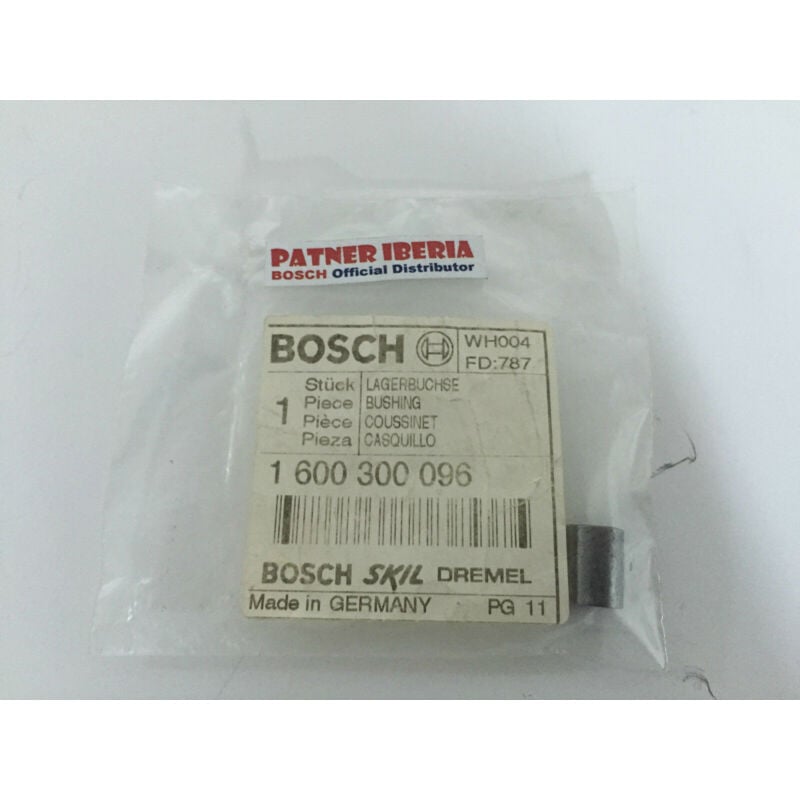 PATNER IBERIA
BOSCH Official Distributor
BOSCH
WH004
FD:787
1
Stück LAGERBUCHSE
Piece BUSHING
Pièce COUSSINET
Pieza CASQUILLO
1 600 300 096
BOSCH SKIL DREMEL
Made in GERMANY PG 11